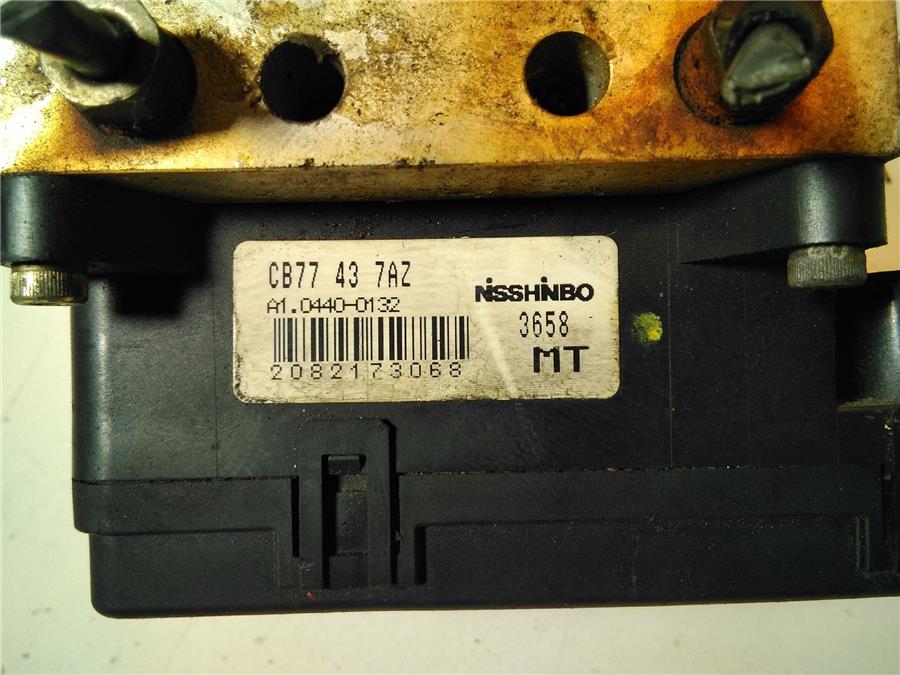 CB77 43 7AZ
A1.0440-0132
NISSHINBO
3658
MT
2082173068